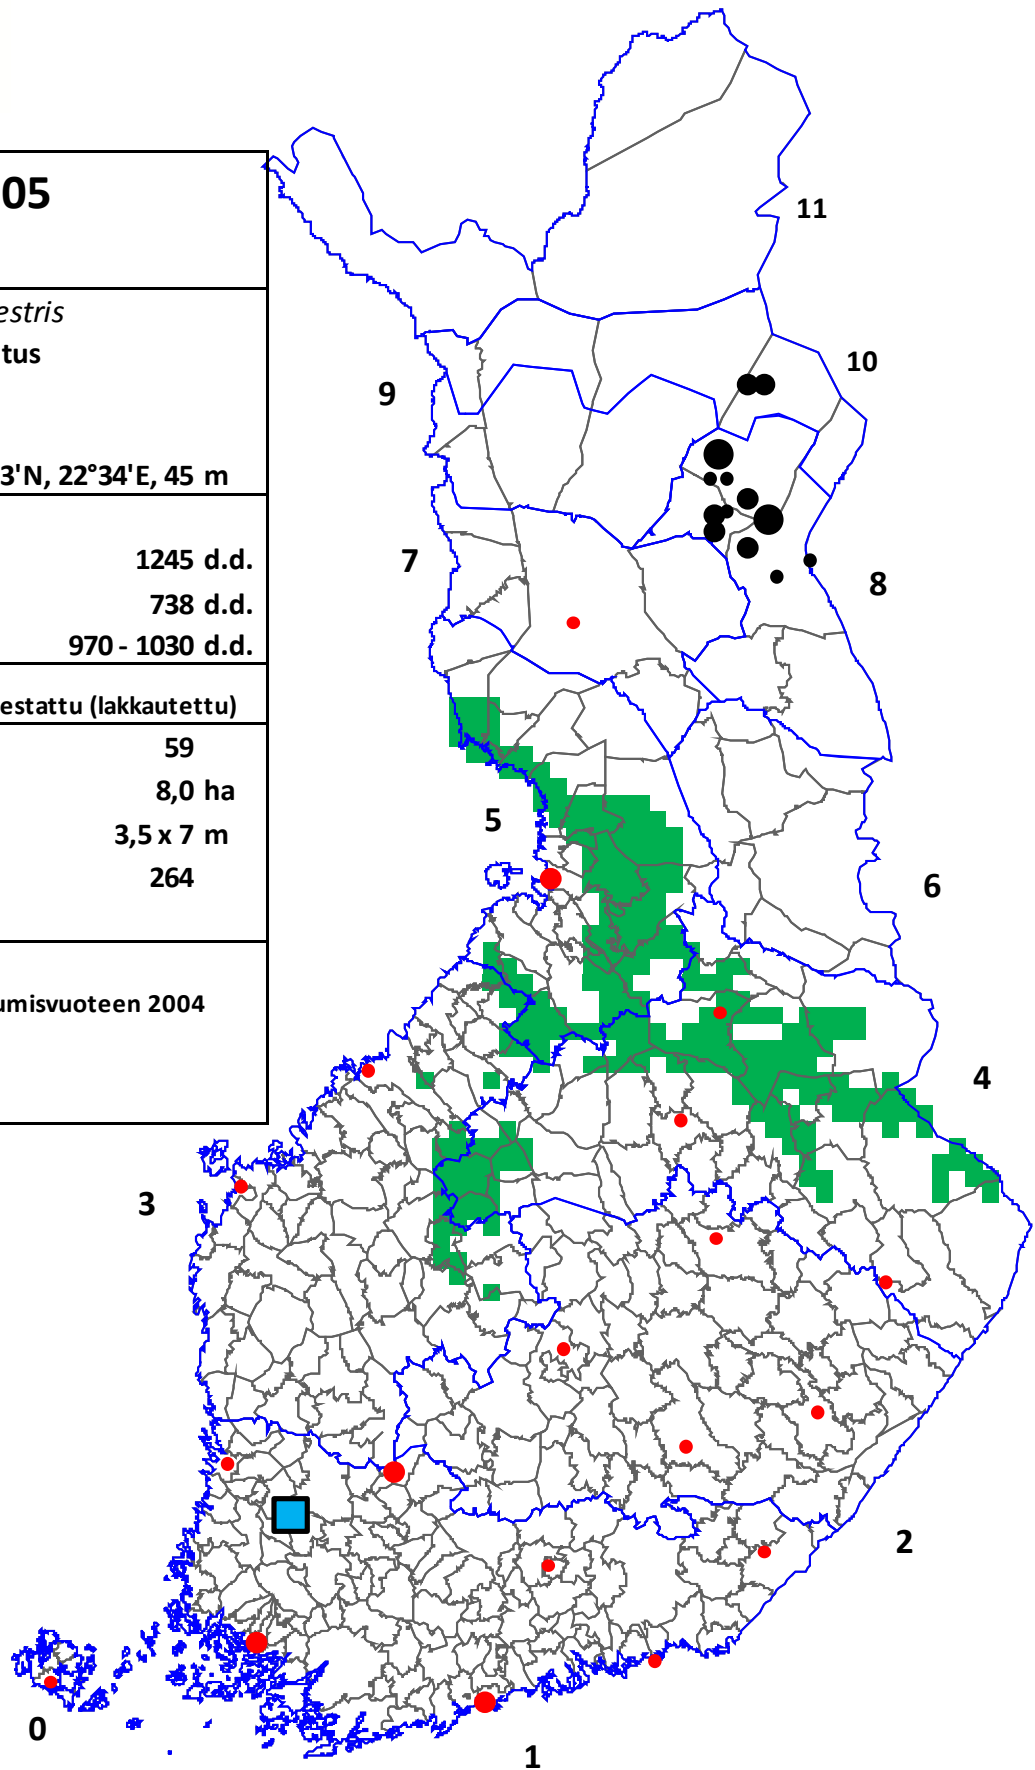 05
estris
tus
3'N, 22°34'E, 45 m
1245 d.d.
738 d.d.
970 - 1030 d.d.
estattu (lakkautettu)
59
8,0 ha
3,5 x 7 m
264
umisvuoteen 2004
11
10
9
8
7
6
5
4
3
2
1
0